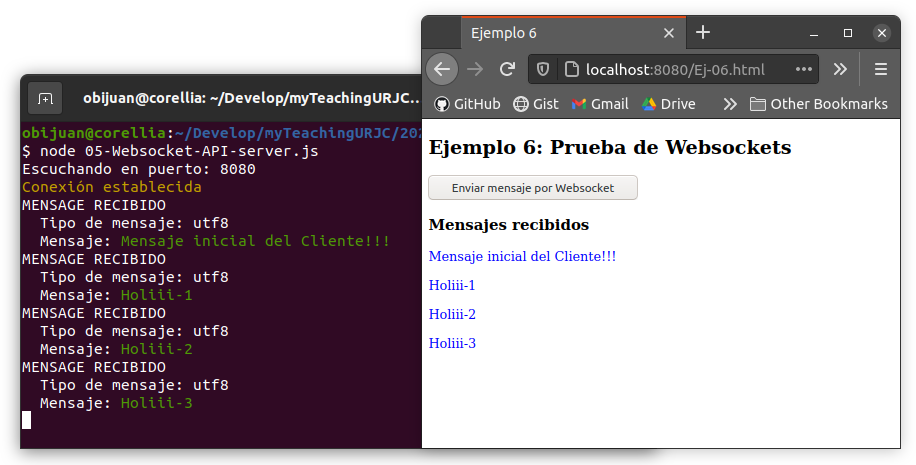 obijuan@corellia: ~/Develop/myTeachingURJC...
obijuan@corellia:~/Develop/myTeachingURJC/202
$ node 05-Websocket-API-server.js
Escuchando en puerto: 8080
Conexión establecida
MENSAGE RECIBIDO
Tipo de mensaje: utf8
Mensaje: Mensaje inicial del Cliente!!!
MENSAGE RECIBIDO
Tipo de mensaje: utf8
Mensaje: Holiii-1
MENSAGE RECIBIDO
Tipo de mensaje: utf8
Mensaje: Holiii-2
MENSAGE RECIBIDO
Tipo de mensaje: utf8
Mensaje: Holiii-3
Ejemplo 6
localhost:8080/Ej-06.html
GitHub Gist Gmail Drive Other Bookmarks
Ejemplo 6: Prueba de Websockets
Enviar mensaje por Websocket
Mensajes recibidos
Mensaje inicial del Cliente!!!
Holiii-1
Holiii-2
Holiii-3